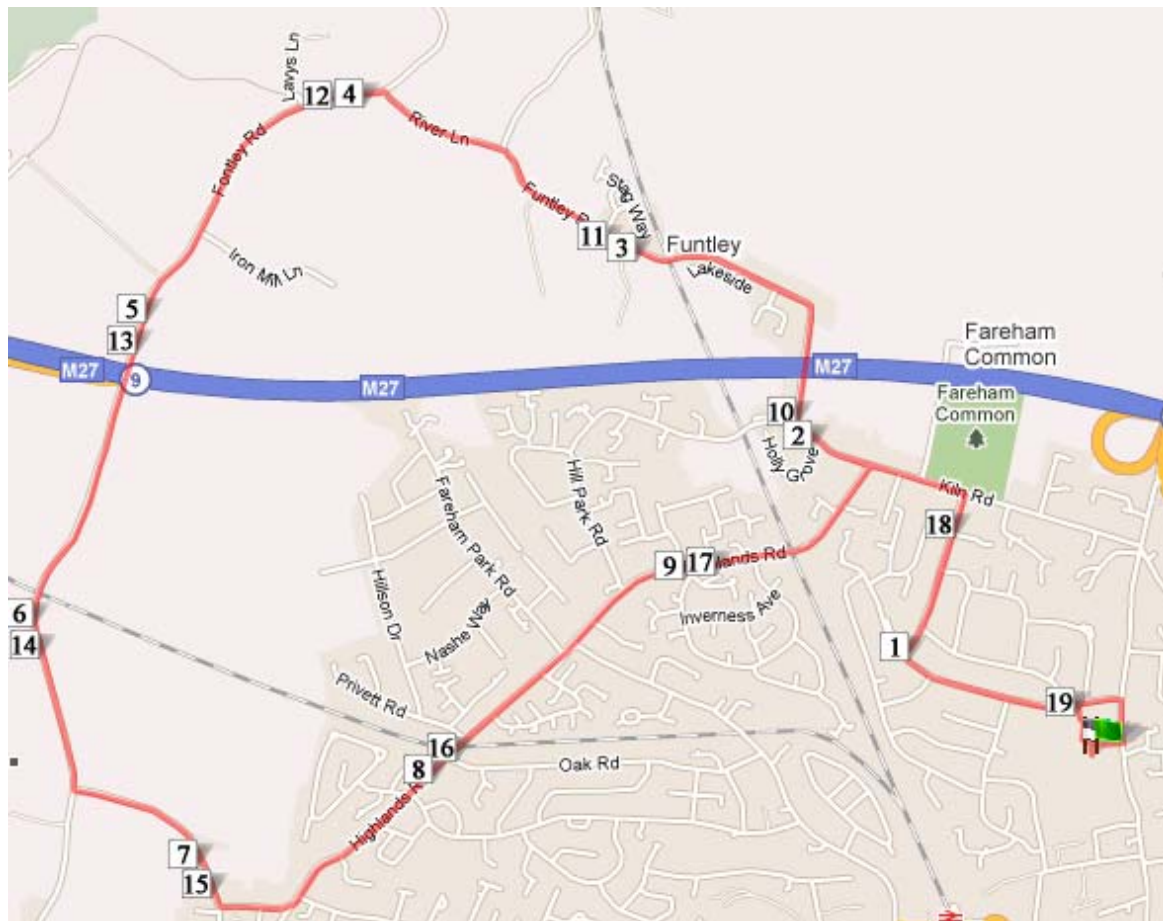 Lavys Ln
12
4
River Ln
Fontley Rd
Stag Way
Funtley R
11
3
Funtley
Lakeside
Iron Mill Ln
5
13
Fareham
Common
M27
9
M27
M27
Fareham
Common
10
2
Holly Grove
Kiln Rd
18
Hill Park Rd
Fareham Park Rd
9
17
lands Rd
Inverness Ave
Hillson Dr
Nashe Way
6
14
1
Privett Rd
19
16
8
Oak Rd
Highlands R
7
15